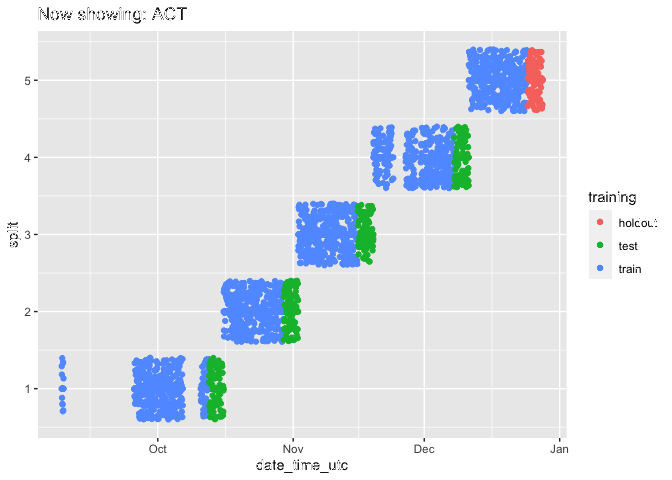 Now showing: ACT
5
4
3
2
1
split
Oct
Nov
Dec
Jan
date_time_utc
training
holdout
test
train